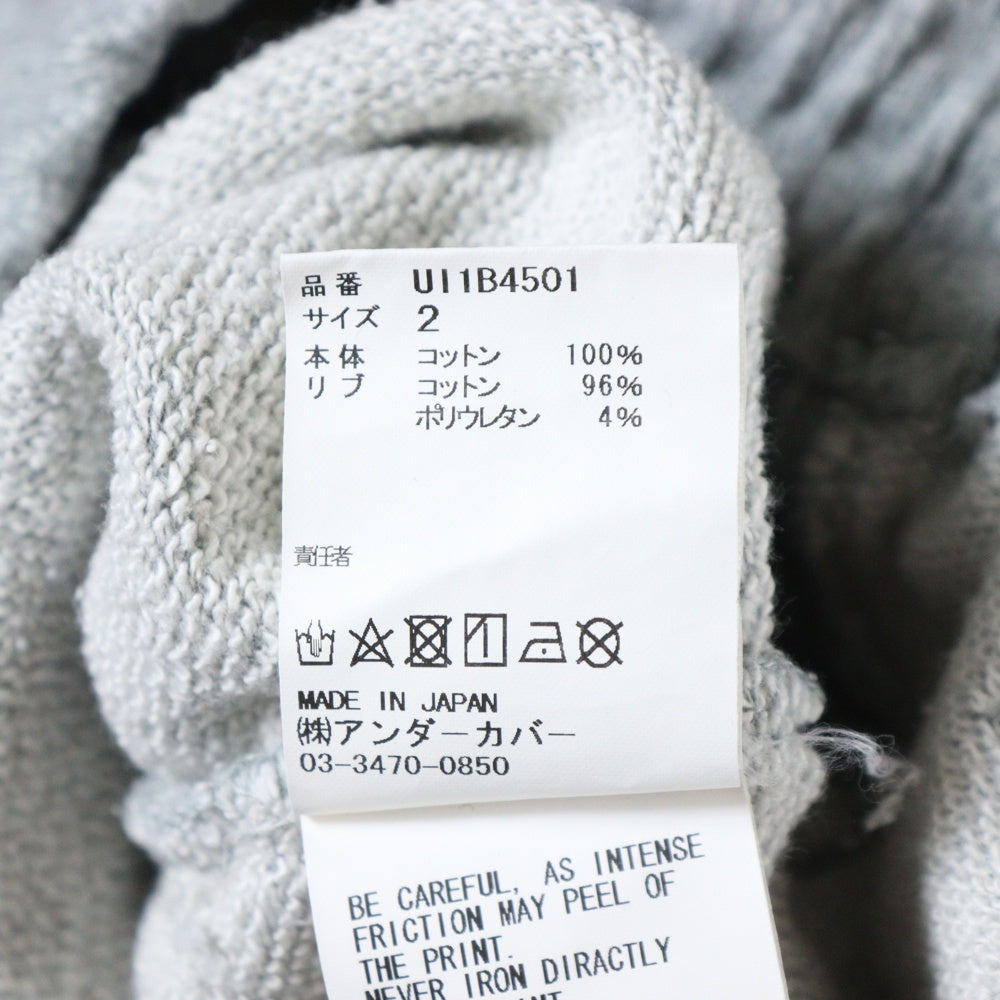 品番 UI1B4501
サイズ 2
本体 コットン 100%
リブ コットン 96%
ポリウレタン 4%
責任者
MADE IN JAPAN
(株)アンダーカバー
03-3470-0850
BE CAREFUL, AS INTENSE
FRICTION MAY PEEL OF
THE PRINT.
NEVER IRON DIRACTLY